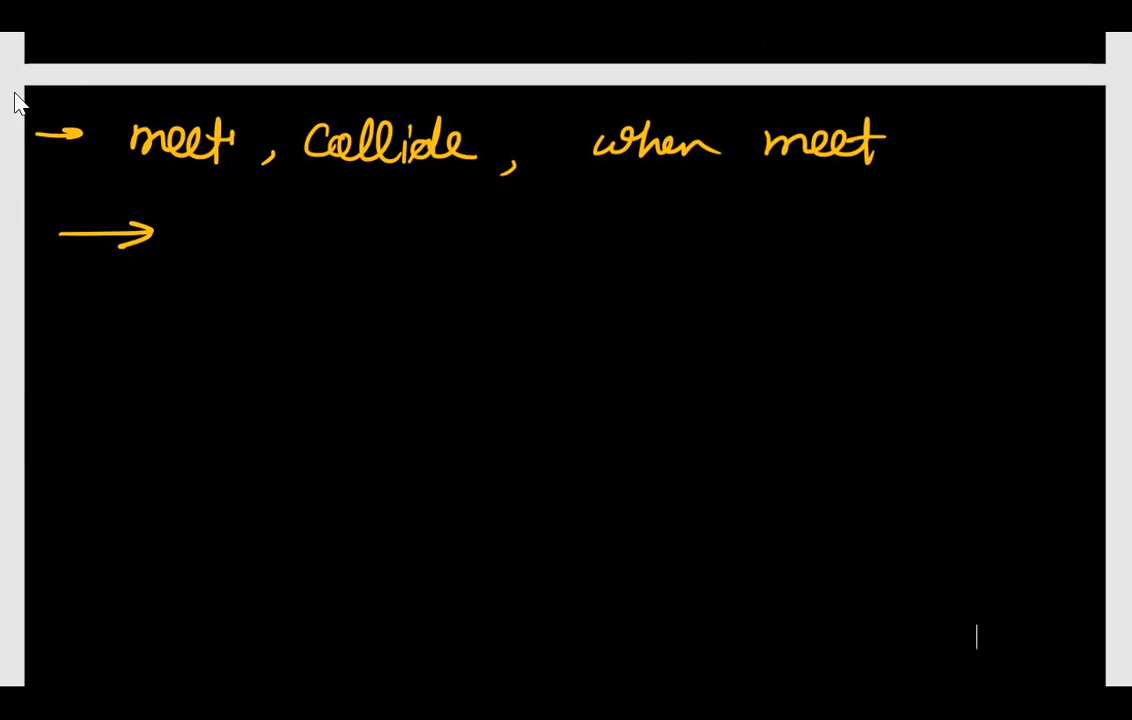 → meet, Collide, when meet
→